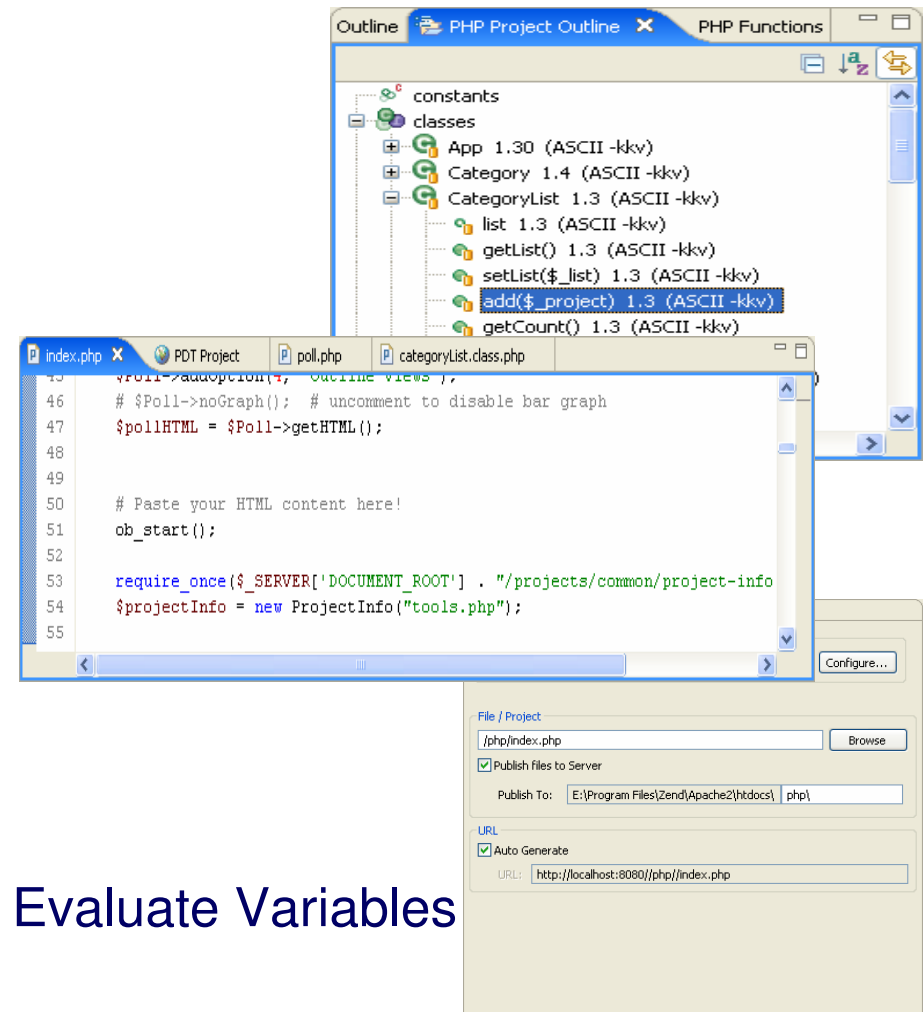 Outline PHP Project Outline PHP Functions
constants
classes
App 1.30 (ASCII -kkv)
Category 1.4 (ASCII -kkv)
CategoryList 1.3 (ASCII -kkv)
list 1.3 (ASCII -kkv)
getList() 1.3 (ASCII -kkv)
setList($_list) 1.3 (ASCII -kkv)
add($_project) 1.3 (ASCII -kkv)
getCount() 1.3 (ASCII -kkv)
index.php PDT Project poll.php categoryList.class.php
45 $Poll->addOption(4, "Outline Views");
46 # $Poll->noGraph(); # uncomment to disable bar graph
47 $pollHTML = $Poll->getHTML();
48
49
50 # Paste your HTML content here!
51 ob_start();
52
53 require_once($_SERVER['DOCUMENT_ROOT'] . "/projects/common/project-info
54 $projectInfo = new ProjectInfo("tools.php");
55
Configure...
File / Project
/php/index.php Browse
Publish files to Server
Publish To: E:\Program Files\Zend\Apache2\htdocs\ php\
URL
Auto Generate
URL: http://localhost:8080//php//index.php
Evaluate Variables